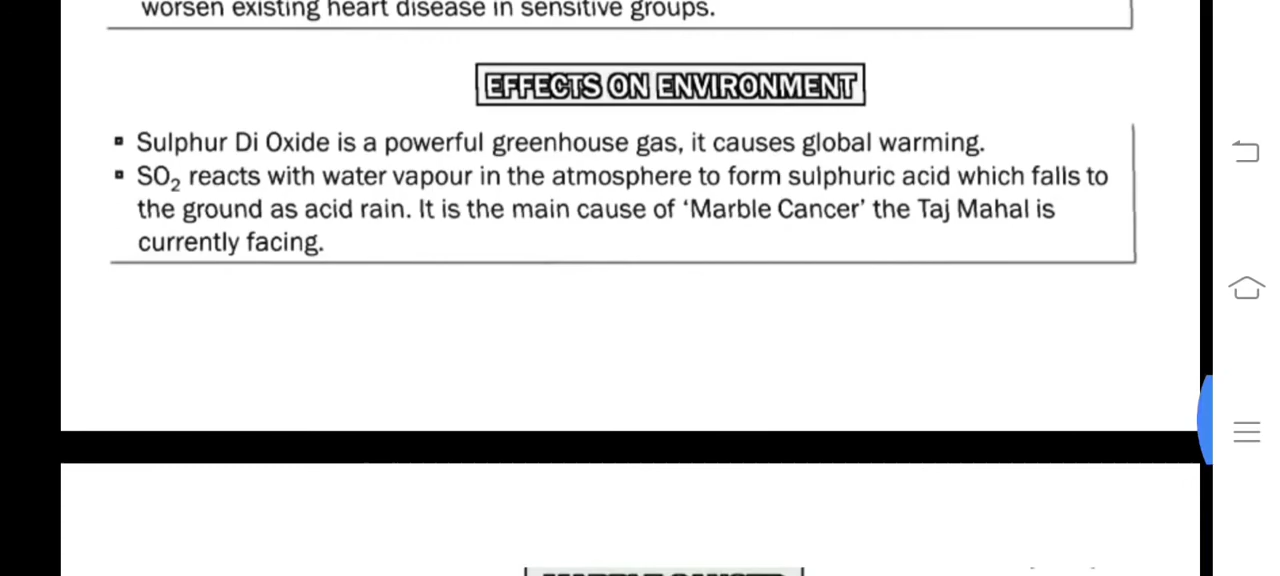 worsen existing heart disease in sensitive groups.
EFFECTS ON ENVIRONMENT
▪ Sulphur Di Oxide is a powerful greenhouse gas, it causes global warming.
▪ SO₂ reacts with water vapour in the atmosphere to form sulphuric acid which falls to
the ground as acid rain. It is the main cause of ‘Marble Cancer’ the Taj Mahal is
currently facing.